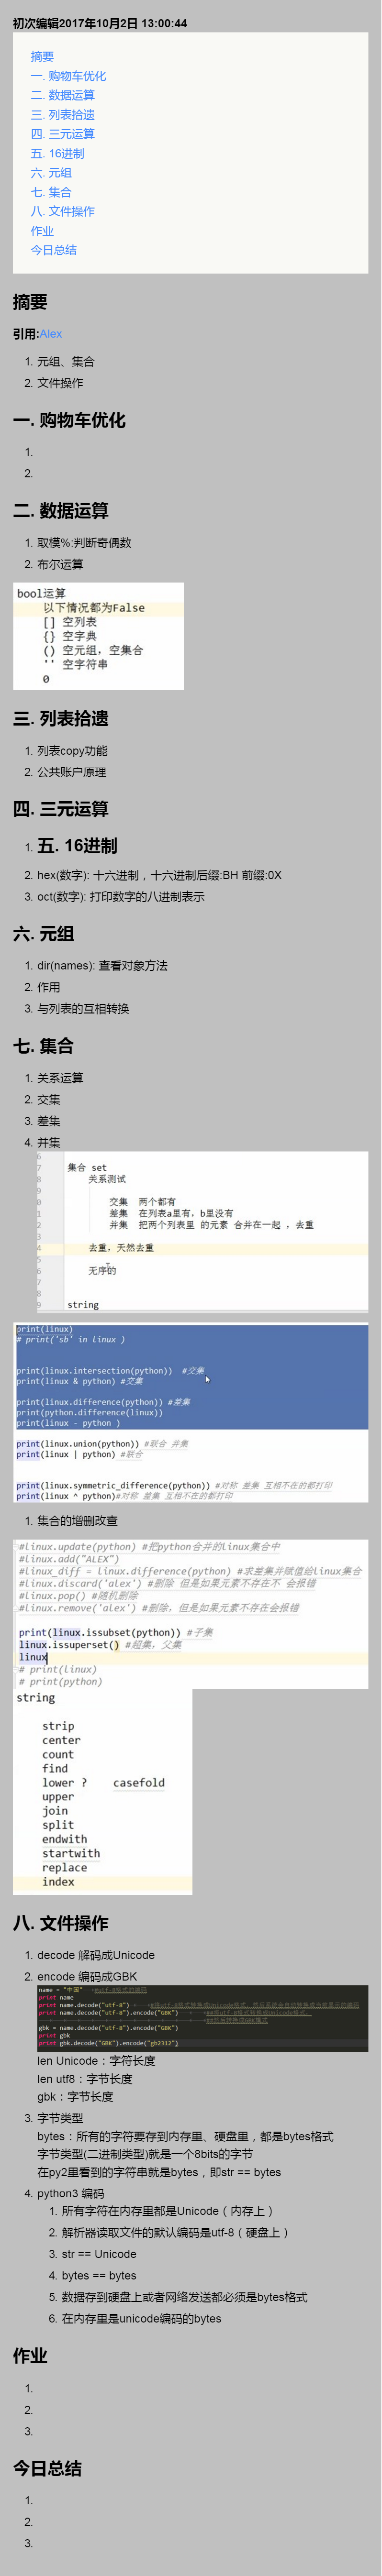 初次编辑2017年10月2日 13:00:44
摘要
一. 购物车优化
二. 数据运算
三. 列表拾遗
四. 三元运算
五. 16进制
六. 元组
七. 集合
八. 文件操作
作业
今日总结
摘要
引用:Alex
1. 元组、集合
2. 文件操作
一. 购物车优化
1.
2.
二. 数据运算
1. 取模%:判断奇偶数
2. 布尔运算
bool运算
以下情况都为False
[] 空列表
{} 空字典
() 空元组，空集合
'' 空字符串
0
三. 列表拾遗
1. 列表copy功能
2. 公共账户原理
四. 三元运算
1. 五. 16进制
2. hex(数字): 十六进制，十六进制后缀:BH 前缀:0X
3. oct(数字): 打印数字的八进制表示
六. 元组
1. dir(names): 查看对象方法
2. 作用
3. 与列表的互相转换
七. 集合
1. 关系运算
2. 交集
3. 差集
4. 并集
6
7 集合 set
8 关系测试
9
0 交集 两个都有
1 差集 在列表a里有，b里没有
2 并集 把两个列表里 的元素 合并在一起 ，去重
3
4 去重，天然去重
5
6 无序的
7
8
9 string
print(linux)
# print('sb' in linux )
print(linux.intersection(python)) #交集
print(linux & python) #交集
print(linux.difference(python)) #差集
print(python.difference(linux))
print(linux - python )
print(linux.union(python)) #联合 并集
print(linux | python) #联合
print(linux.symmetric_difference(python)) #对称 差集 互相不在的都打印
print(linux ^ python)#对称 差集 互相不在的都打印
1. 集合的增删改查
#linux.update(python) #把python合并的linux集合中
#linux.add("ALEX")
#linux_diff = linux.difference(python) #求差集并赋值给linux集合
#linux.discard('alex') #删除 但是如果元素不存在不 会报错
#linux.pop() #随机删除
#linux.remove('alex') #删除，但是如果元素不存在会报错
print(linux.issubset(python)) #子集
linux.issuperset() #超集，父集
linux
# print(linux)
# print(python)
string
strip
center
count
find
lower ? casefold
upper
join
split
endwith
startwith
replace
index
八. 文件操作
1. decode 解码成Unicode
2. encode 编码成GBK
name = "中国"
print name
print name.decode("utf-8")
print name.decode("utf-8").encode("GBK")
gbk = name.decode("utf-8").encode("GBK")
print gbk
print gbk.decode("GBK").encode("gb2312")
len Unicode：字符长度
len utf8：字节长度
gbk：字节长度
3. 字节类型
bytes：所有的字符要存到内存里、硬盘里，都是bytes格式
字节类型(二进制类型)就是一个8bits的字节
在py2里看到的字符串就是bytes，即str == bytes
4. python3 编码
1. 所有字符在内存里都是Unicode（内存上）
2. 解析器读取文件的默认编码是utf-8（硬盘上）
3. str == Unicode
4. bytes == bytes
5. 数据存到硬盘上或者网络发送都必须是bytes格式
6. 在内存里是unicode编码的bytes
作业
1.
2.
3.
今日总结
1.
2.
3.